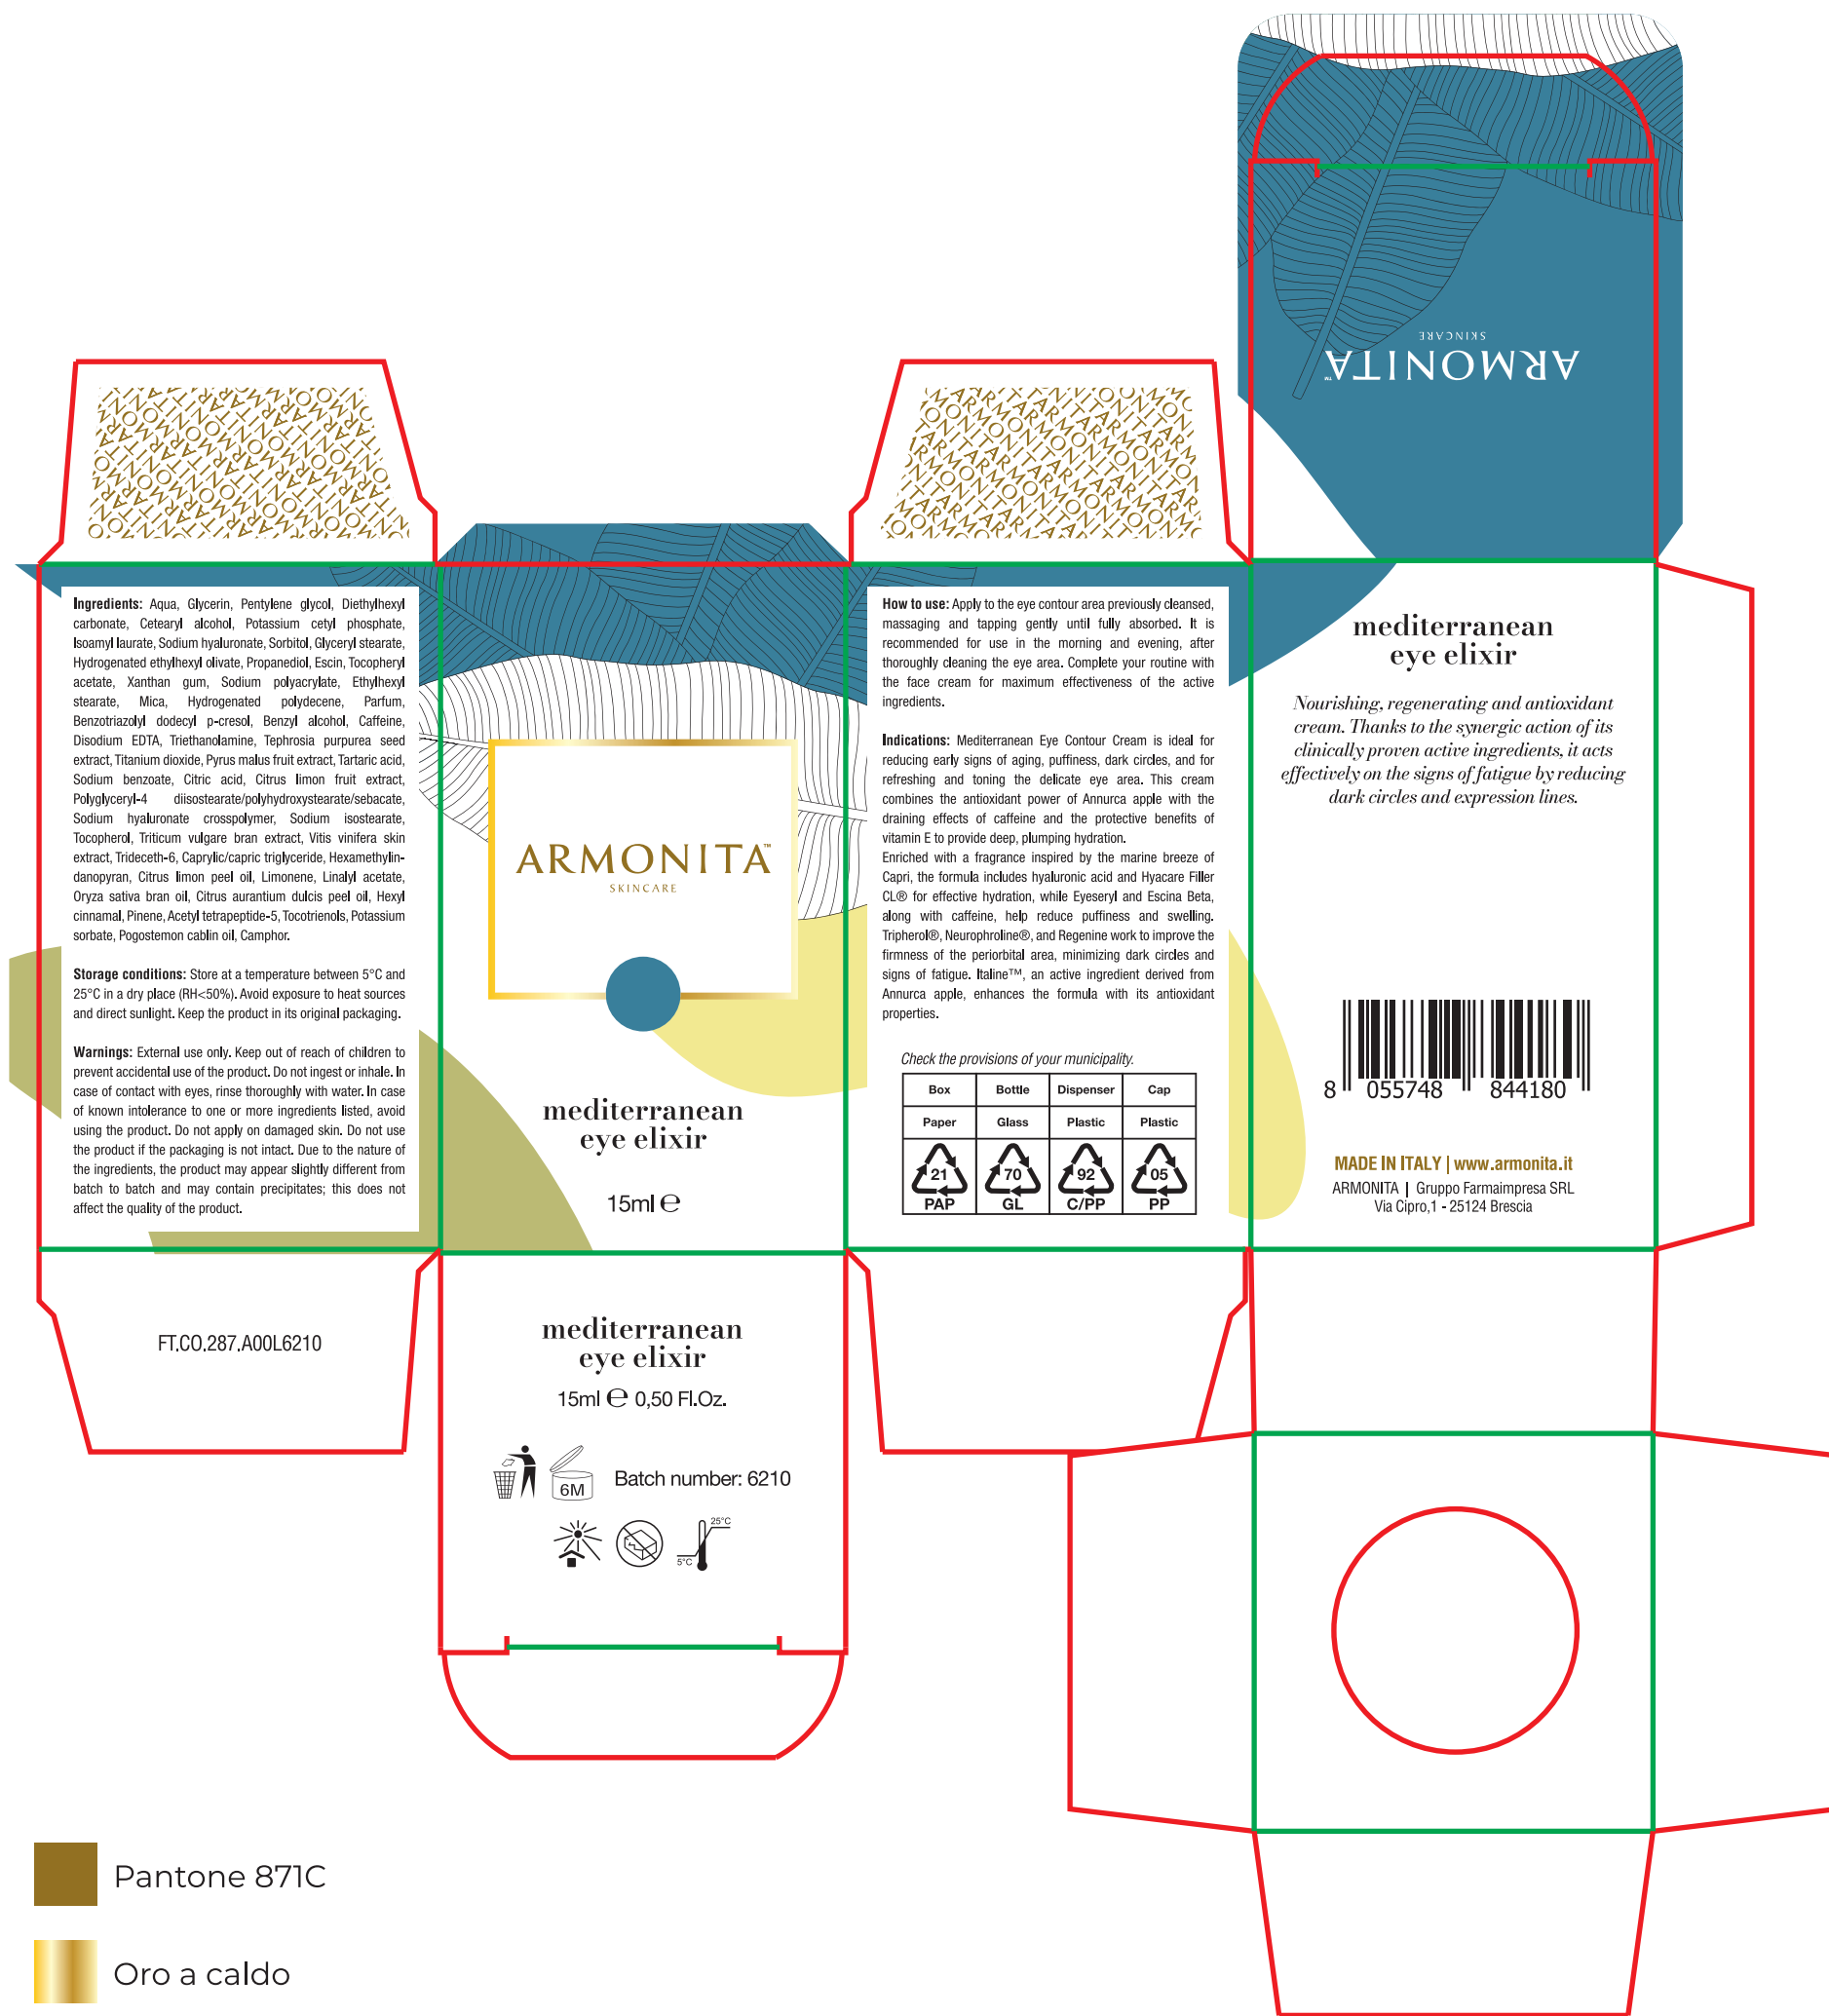 ARMONITA™
SKINCARE
Ingredients: Aqua, Glycerin, Pentylene glycol, Diethylhexyl
carbonate, Cetearyl alcohol, Potassium cetyl phosphate,
Isoamyl laurate, Sodium hyaluronate, Sorbitol, Glyceryl stearate,
Hydrogenated ethylhexyl olivate, Propanediol, Escin, Tocopheryl
acetate, Xanthan gum, Sodium polyacrylate, Ethylhexyl
stearate, Mica, Hydrogenated polydecene, Parfum,
Benzotriazolyl dodecyl p-cresol, Benzyl alcohol, Caffeine,
Disodium EDTA, Triethanolamine, Tephrosia purpurea seed
extract, Titanium dioxide, Pyrus malus fruit extract, Tartaric acid,
Sodium benzoate, Citric acid, Citrus limon fruit extract,
Polyglyceryl-4 diisostearate/polyhydroxystearate/sebacate,
Sodium hyaluronate crosspolymer, Sodium isostearate,
Tocopherol, Triticum vulgare bran extract, Vitis vinifera skin
extract, Trideceth-6, Caprylic/capric triglyceride, Hexamethylin-
danopyran, Citrus limon peel oil, Limonene, Linalyl acetate,
Oryza sativa bran oil, Citrus aurantium dulcis peel oil, Hexyl
cinnamal, Pinene, Acetyl tetrapeptide-5, Tocotrienols, Potassium
sorbate, Pogostemon cablin oil, Camphor.
Storage conditions: Store at a temperature between 5°C and
25°C in a dry place (RH<50%). Avoid exposure to heat sources
and direct sunlight. Keep the product in its original packaging.
Warnings: External use only. Keep out of reach of children to
prevent accidental use of the product. Do not ingest or inhale. In
case of contact with eyes, rinse thoroughly with water. In case
of known intolerance to one or more ingredients listed, avoid
using the product. Do not apply on damaged skin. Do not use
the product if the packaging is not intact. Due to the nature of
the ingredients, the product may appear slightly different from
batch to batch and may contain precipitates; this does not
affect the quality of the product.
ARMONITA™
SKINCARE
mediterranean
eye elixir
15ml ℮
How to use: Apply to the eye contour area previously cleansed,
massaging and tapping gently until fully absorbed. It is
recommended for use in the morning and evening, after
thoroughly cleaning the eye area. Complete your routine with
the face cream for maximum effectiveness of the active
ingredients.
Indications: Mediterranean Eye Contour Cream is ideal for
reducing early signs of aging, puffiness, dark circles, and for
refreshing and toning the delicate eye area. This cream
combines the antioxidant power of Annurca apple with the
draining effects of caffeine and the protective benefits of
vitamin E to provide deep, plumping hydration.
Enriched with a fragrance inspired by the marine breeze of
Capri, the formula includes hyaluronic acid and Hyacare Filler
CL® for effective hydration, while Eyeseryl and Escina Beta,
along with caffeine, help reduce puffiness and swelling.
Tripherol®, Neurophroline®, and Regenine work to improve the
firmness of the periorbital area, minimizing dark circles and
signs of fatigue. Italine™, an active ingredient derived from
Annurca apple, enhances the formula with its antioxidant
properties.
Check the provisions of your municipality.
Box Bottle Dispenser Cap
Paper Glass Plastic Plastic
21 70 92 05
PAP GL C/PP PP
mediterranean
eye elixir
Nourishing, regenerating and antioxidant
cream. Thanks to the synergic action of its
clinically proven active ingredients, it acts
effectively on the signs of fatigue by reducing
dark circles and expression lines.
8 055748 844180
MADE IN ITALY | www.armonita.it
ARMONITA | Gruppo Farmaimpresa SRL
Via Cipro,1 - 25124 Brescia
FT.CO.287.A00L6210
mediterranean
eye elixir
15ml ℮ 0,50 Fl.Oz.
6M
Batch number: 6210
25°C
5°C
Pantone 871C
Oro a caldo